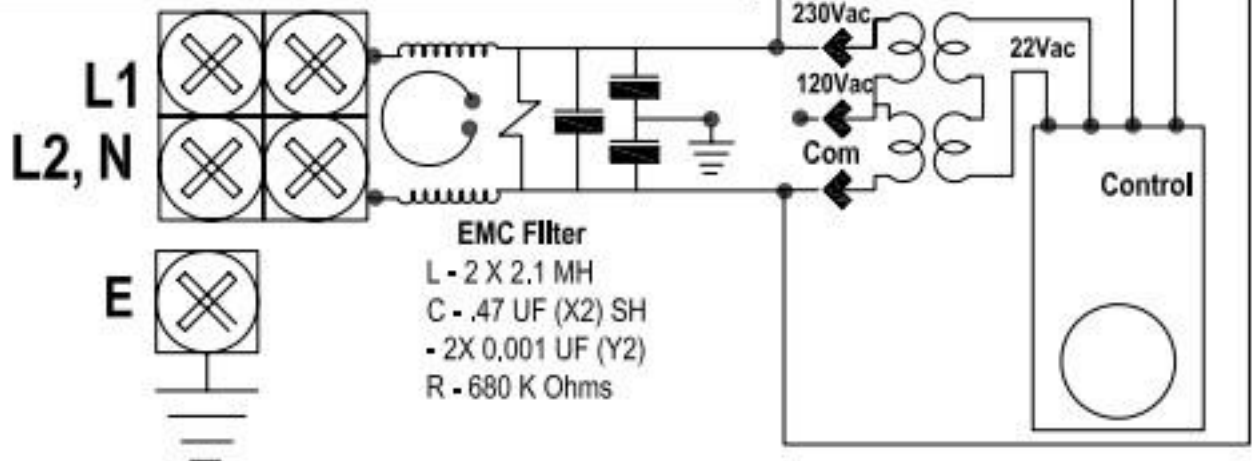 230Vac
22Vac
L1
120Vac
L2, N
Com
Control
EMC Filter
L - 2 X 2.1 MH
E
C - .47 UF (X2) SH
- 2X 0.001 UF (Y2)
R - 680 K Ohms